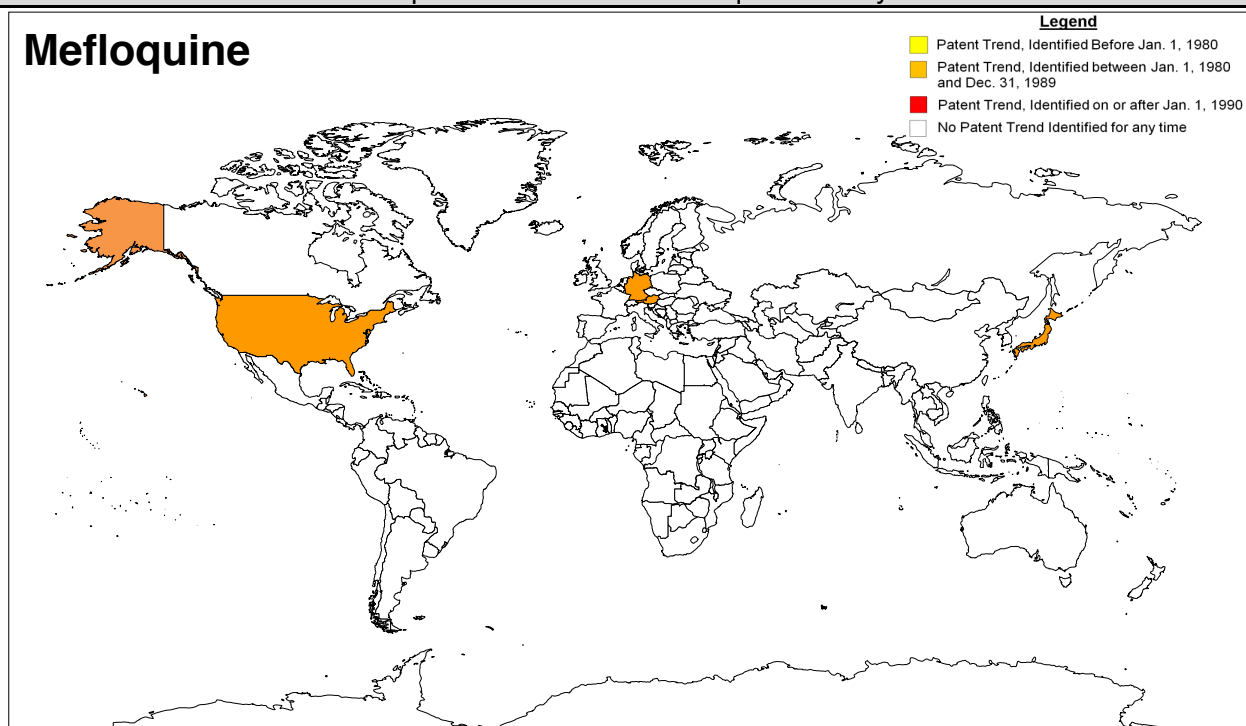 Mefloquine
Legend
Patent Trend, Identified Before Jan. 1, 1980
Patent Trend, Identified between Jan. 1, 1980
and Dec. 31, 1989
Patent Trend, Identified on or after Jan. 1, 1990
No Patent Trend Identified for any time